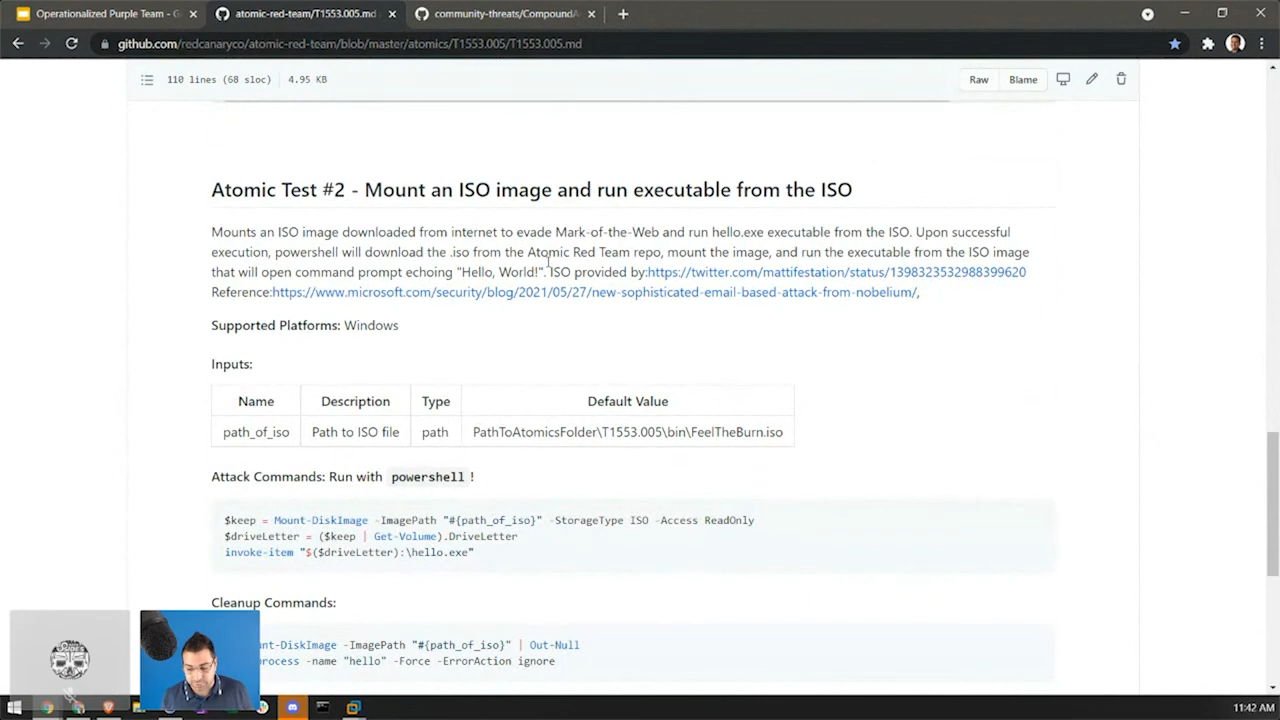 Operationalized Purple Team - G
atomic-red-team/T1553.005.md
community-threats/CompoundA
github.com/redcanaryco/atomic-red-team/blob/master/atomics/T1553.005/T1553.005.md
110 lines (68 sloc) 4.95 KB
Raw Blame
Atomic Test #2 - Mount an ISO image and run executable from the ISO
Mounts an ISO image downloaded from internet to evade Mark-of-the-Web and run hello.exe executable from the ISO. Upon successful
execution, powershell will download the .iso from the Atomic Red Team repo, mount the image, and run the executable from the ISO image
that will open command prompt echoing "Hello, World!". ISO provided by:https://twitter.com/mattifestation/status/1398323532988399620
Reference:https://www.microsoft.com/security/blog/2021/05/27/new-sophisticated-email-based-attack-from-nobelium/,
Supported Platforms: Windows
Inputs:
Name Description Type Default Value
path_of_iso Path to ISO file path PathToAtomicsFolder\T1553.005\bin\FeelTheBurn.iso
Attack Commands: Run with powershell !
$keep = Mount-DiskImage -ImagePath "#{path_of_iso}" -StorageType ISO -Access ReadOnly
$driveLetter = ($keep | Get-Volume).DriveLetter
invoke-item "$($driveLetter):\hello.exe"
Cleanup Commands:
unt-DiskImage -ImagePath "#{path_of_iso}" | Out-Null
process -name "hello" -Force -ErrorAction ignore
11:42 AM